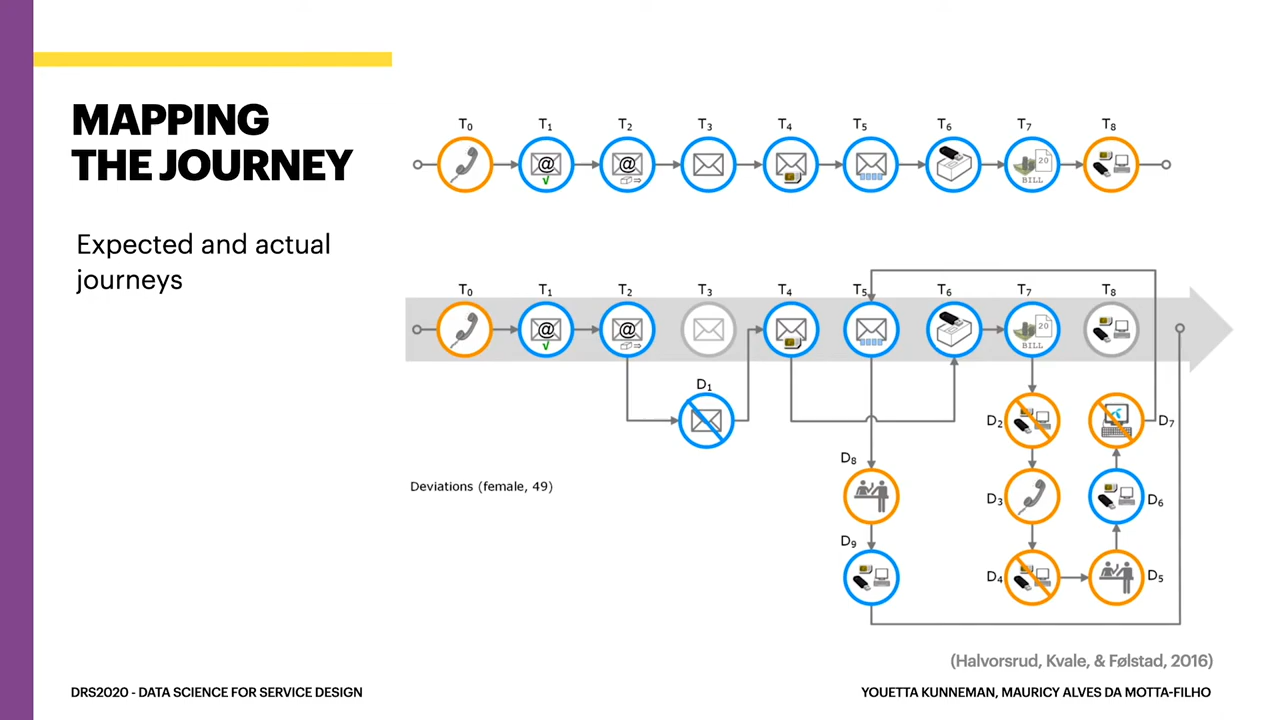 MAPPING
THE JOURNEY
Expected and actual
journeys
T0 T1 T2 T3 T4 T5 T6 T7 T8
@ @ 20
BILL
T0 T1 T2 T3 T4 T5 T6 T7 T8
@ @ 20
BILL
D1
D2 D7
D8
Deviations (female, 49)
D3 D6
D9
D4 D5
(Halvorsrud, Kvale, & Følstad, 2016)
DRS2020 - DATA SCIENCE FOR SERVICE DESIGN
YOUETTA KUNNEMAN, MAURICY ALVES DA MOTTA-FILHO